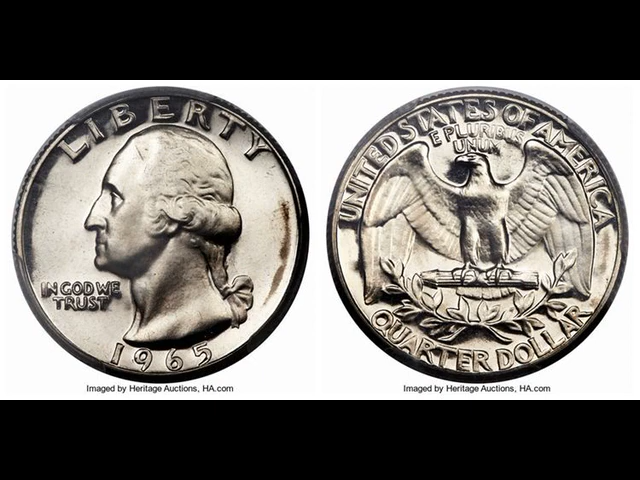 LIBERTY
IN GOD WE
TRUST
1965
Imaged by Heritage Auctions, HA.com
UNITED STATES OF AMERICA
E PLURIBUS
UNUM
QUARTER DOLLAR
Imaged by Heritage Auctions, HA.com